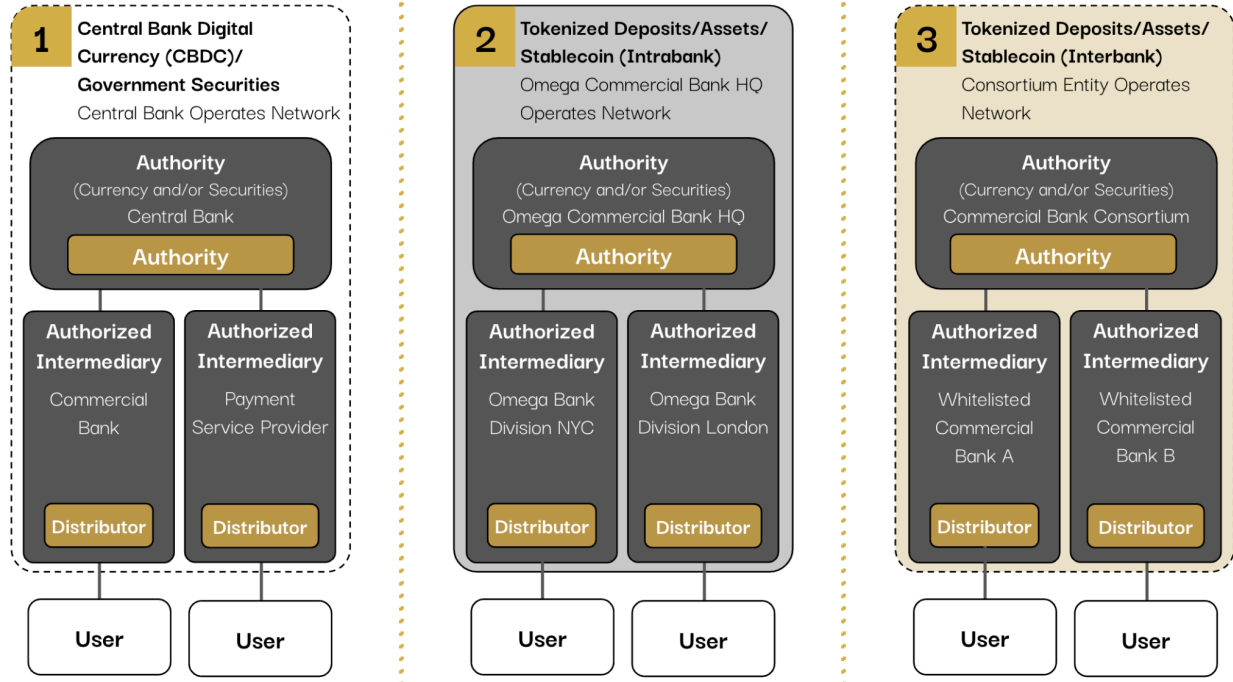 1
Central Bank Digital
Currency (CBDC)/
Government Securities
Central Bank Operates Network
Authority
(Currency and/or Securities)
Central Bank
Authority
Authorized
Intermediary
Commercial
Bank
Distributor
Authorized
Intermediary
Payment
Service Provider
Distributor
User
User
2
Tokenized Deposits/Assets/
Stablecoin (Intrabank)
Omega Commercial Bank HQ
Operates Network
Authority
(Currency and/or Securities)
Omega Commercial Bank HQ
Authority
Authorized
Intermediary
Omega Bank
Division NYC
Distributor
Authorized
Intermediary
Omega Bank
Division London
Distributor
User
User
3
Tokenized Deposits/Assets/
Stablecoin (Interbank)
Consortium Entity Operates
Network
Authority
(Currency and/or Securities)
Commercial Bank Consortium
Authority
Authorized
Intermediary
Whitelisted
Commercial
Bank A
Distributor
Authorized
Intermediary
Whitelisted
Commercial
Bank B
Distributor
User
User